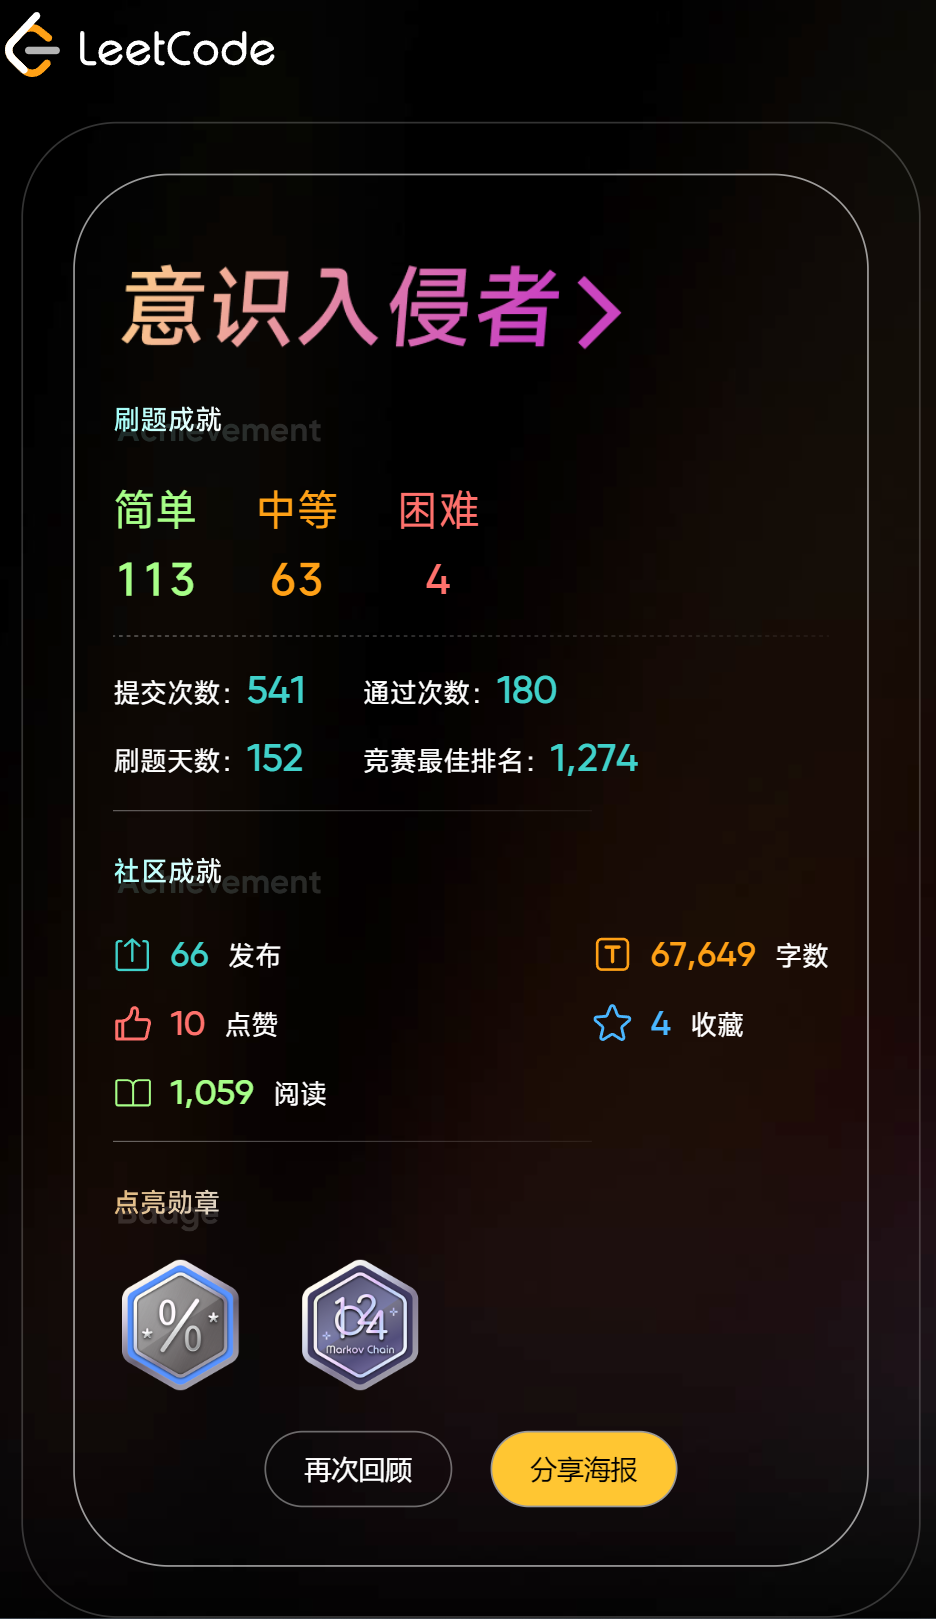 LeetCode
意识入侵者
刷题成就
Achievement
简单 中等 困难
113 63 4
提交次数: 541 通过次数: 180
刷题天数: 152 竞赛最佳排名: 1,274
社区成就
Achievement
66 发布 T 67,649 字数
10 点赞 4 收藏
1,059 阅读
点亮勋章
Badge
%
1024
Markov Chain
再次回顾 分享海报